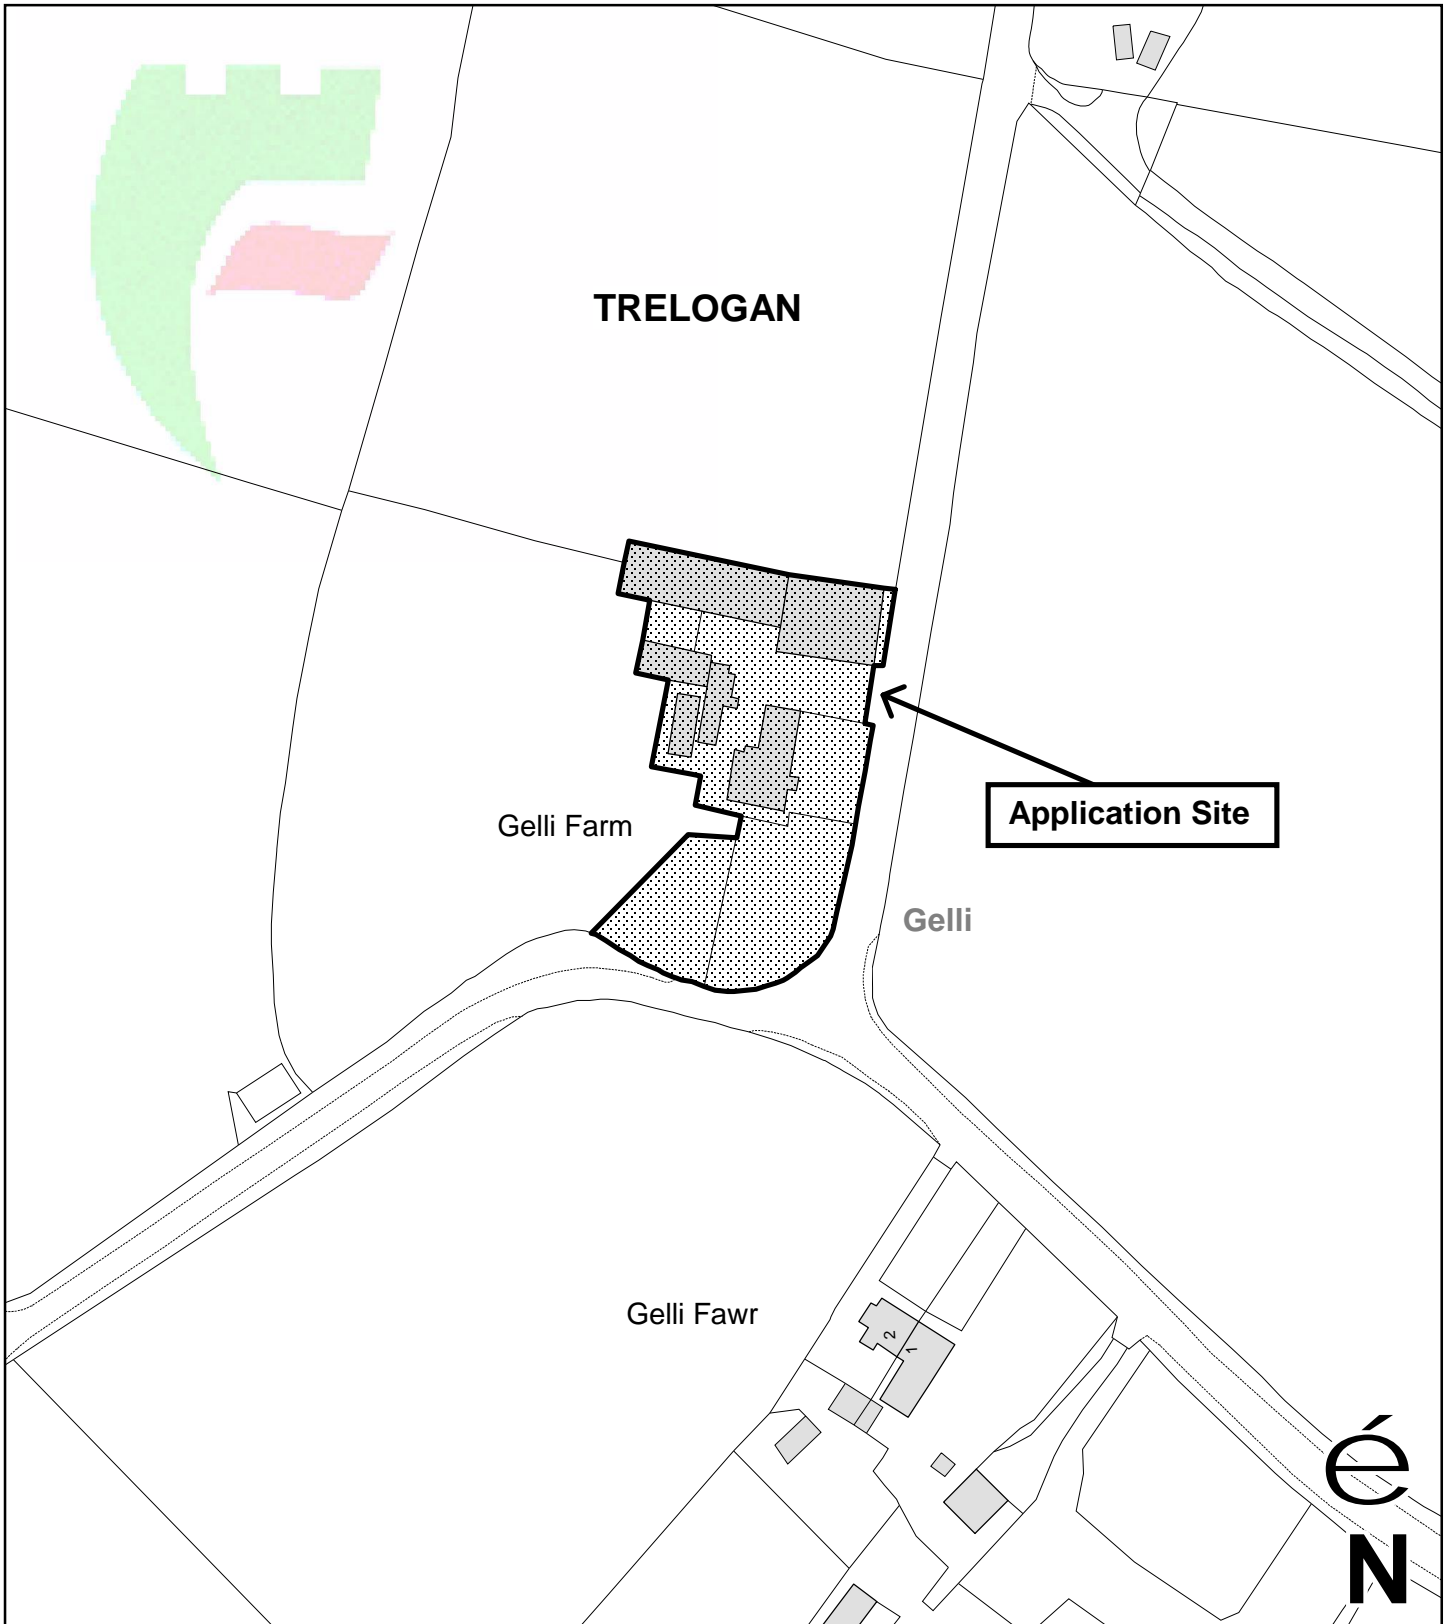 TRELOGAN
Application Site
Gelli Farm
Gelli
Gelli Fawr
2
1
é
N